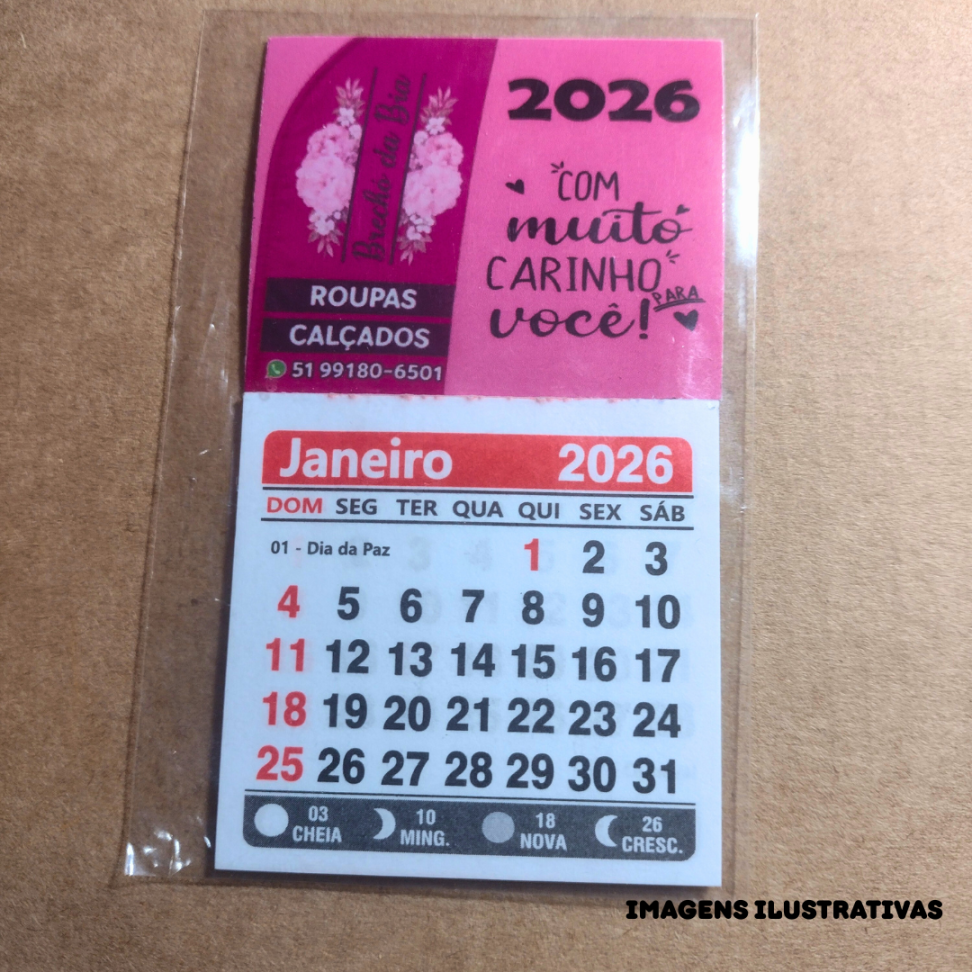 Brechó da Bia
ROUPAS
CALÇADOS
51 99180-6501
2026
COM
muito
CARINHO
PARA
você!
Janeiro 2026
DOM SEG TER QUA QUI SEX SÁB
01 - Dia da Paz 1 2 3
4 5 6 7 8 9 10
11 12 13 14 15 16 17
18 19 20 21 22 23 24
25 26 27 28 29 30 31
03 10 18 26
CHEIA MING. NOVA CRESC.
IMAGENS ILUSTRATIVAS